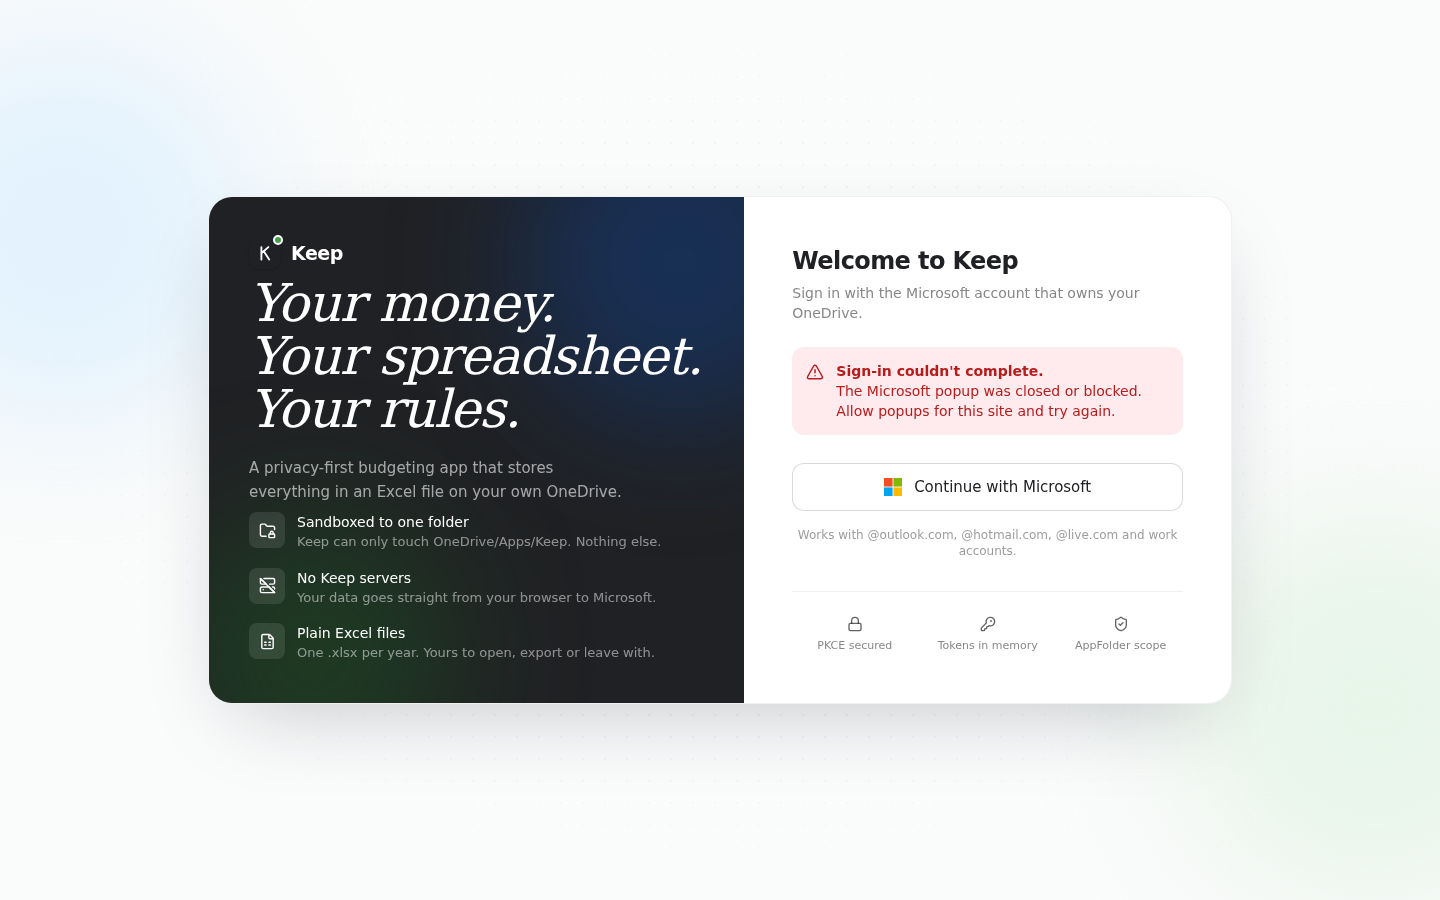 K Keep
Your money.
Your spreadsheet.
Your rules.
A privacy-first budgeting app that stores
everything in an Excel file on your own OneDrive.
Sandboxed to one folder
Keep can only touch OneDrive/Apps/Keep. Nothing else.
No Keep servers
Your data goes straight from your browser to Microsoft.
Plain Excel files
One .xlsx per year. Yours to open, export or leave with.
Welcome to Keep
Sign in with the Microsoft account that owns your
OneDrive.
Sign-in couldn't complete.
The Microsoft popup was closed or blocked.
Allow popups for this site and try again.
Continue with Microsoft
Works with @outlook.com, @hotmail.com, @live.com and work
accounts.
PKCE secured
Tokens in memory
AppFolder scope